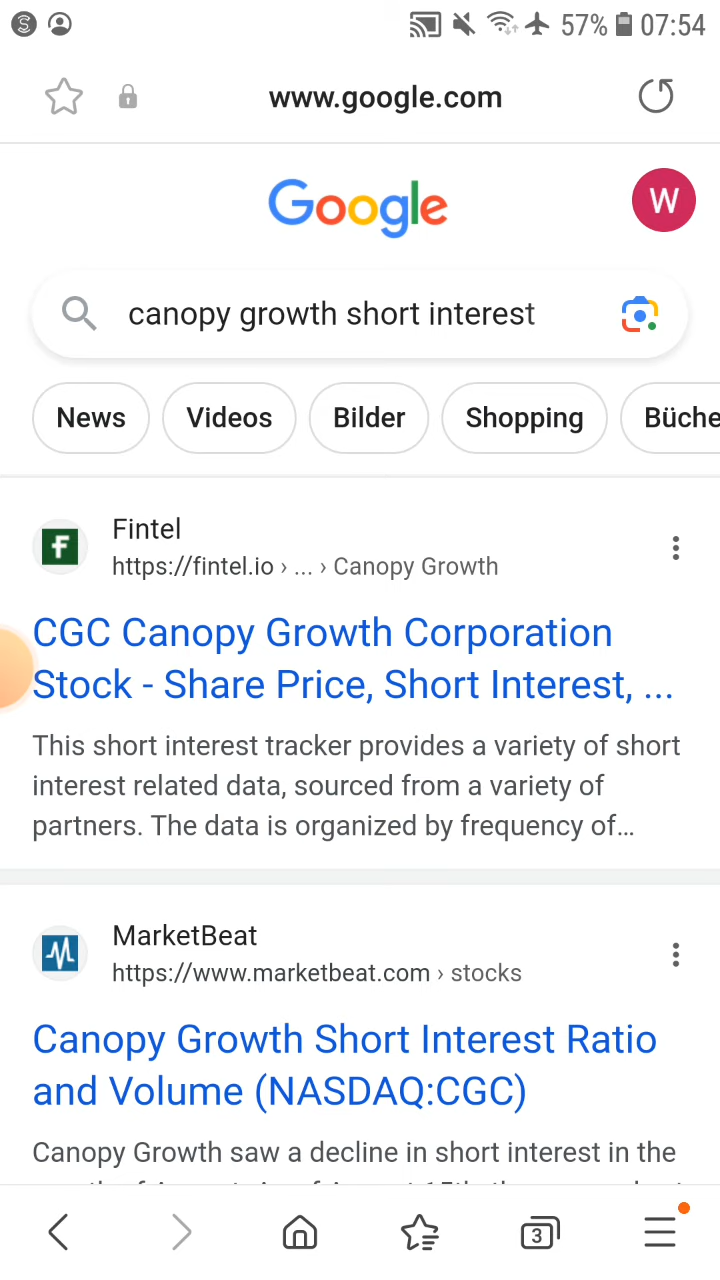 57% 07:54
www.google.com
Google
W
canopy growth short interest
News Videos Bilder Shopping Büche
Fintel
https://fintel.io › ... › Canopy Growth
CGC Canopy Growth Corporation
Stock - Share Price, Short Interest, ...
This short interest tracker provides a variety of short
interest related data, sourced from a variety of
partners. The data is organized by frequency of…
MarketBeat
https://www.marketbeat.com › stocks
Canopy Growth Short Interest Ratio
and Volume (NASDAQ:CGC)
Canopy Growth saw a decline in short interest in the
3